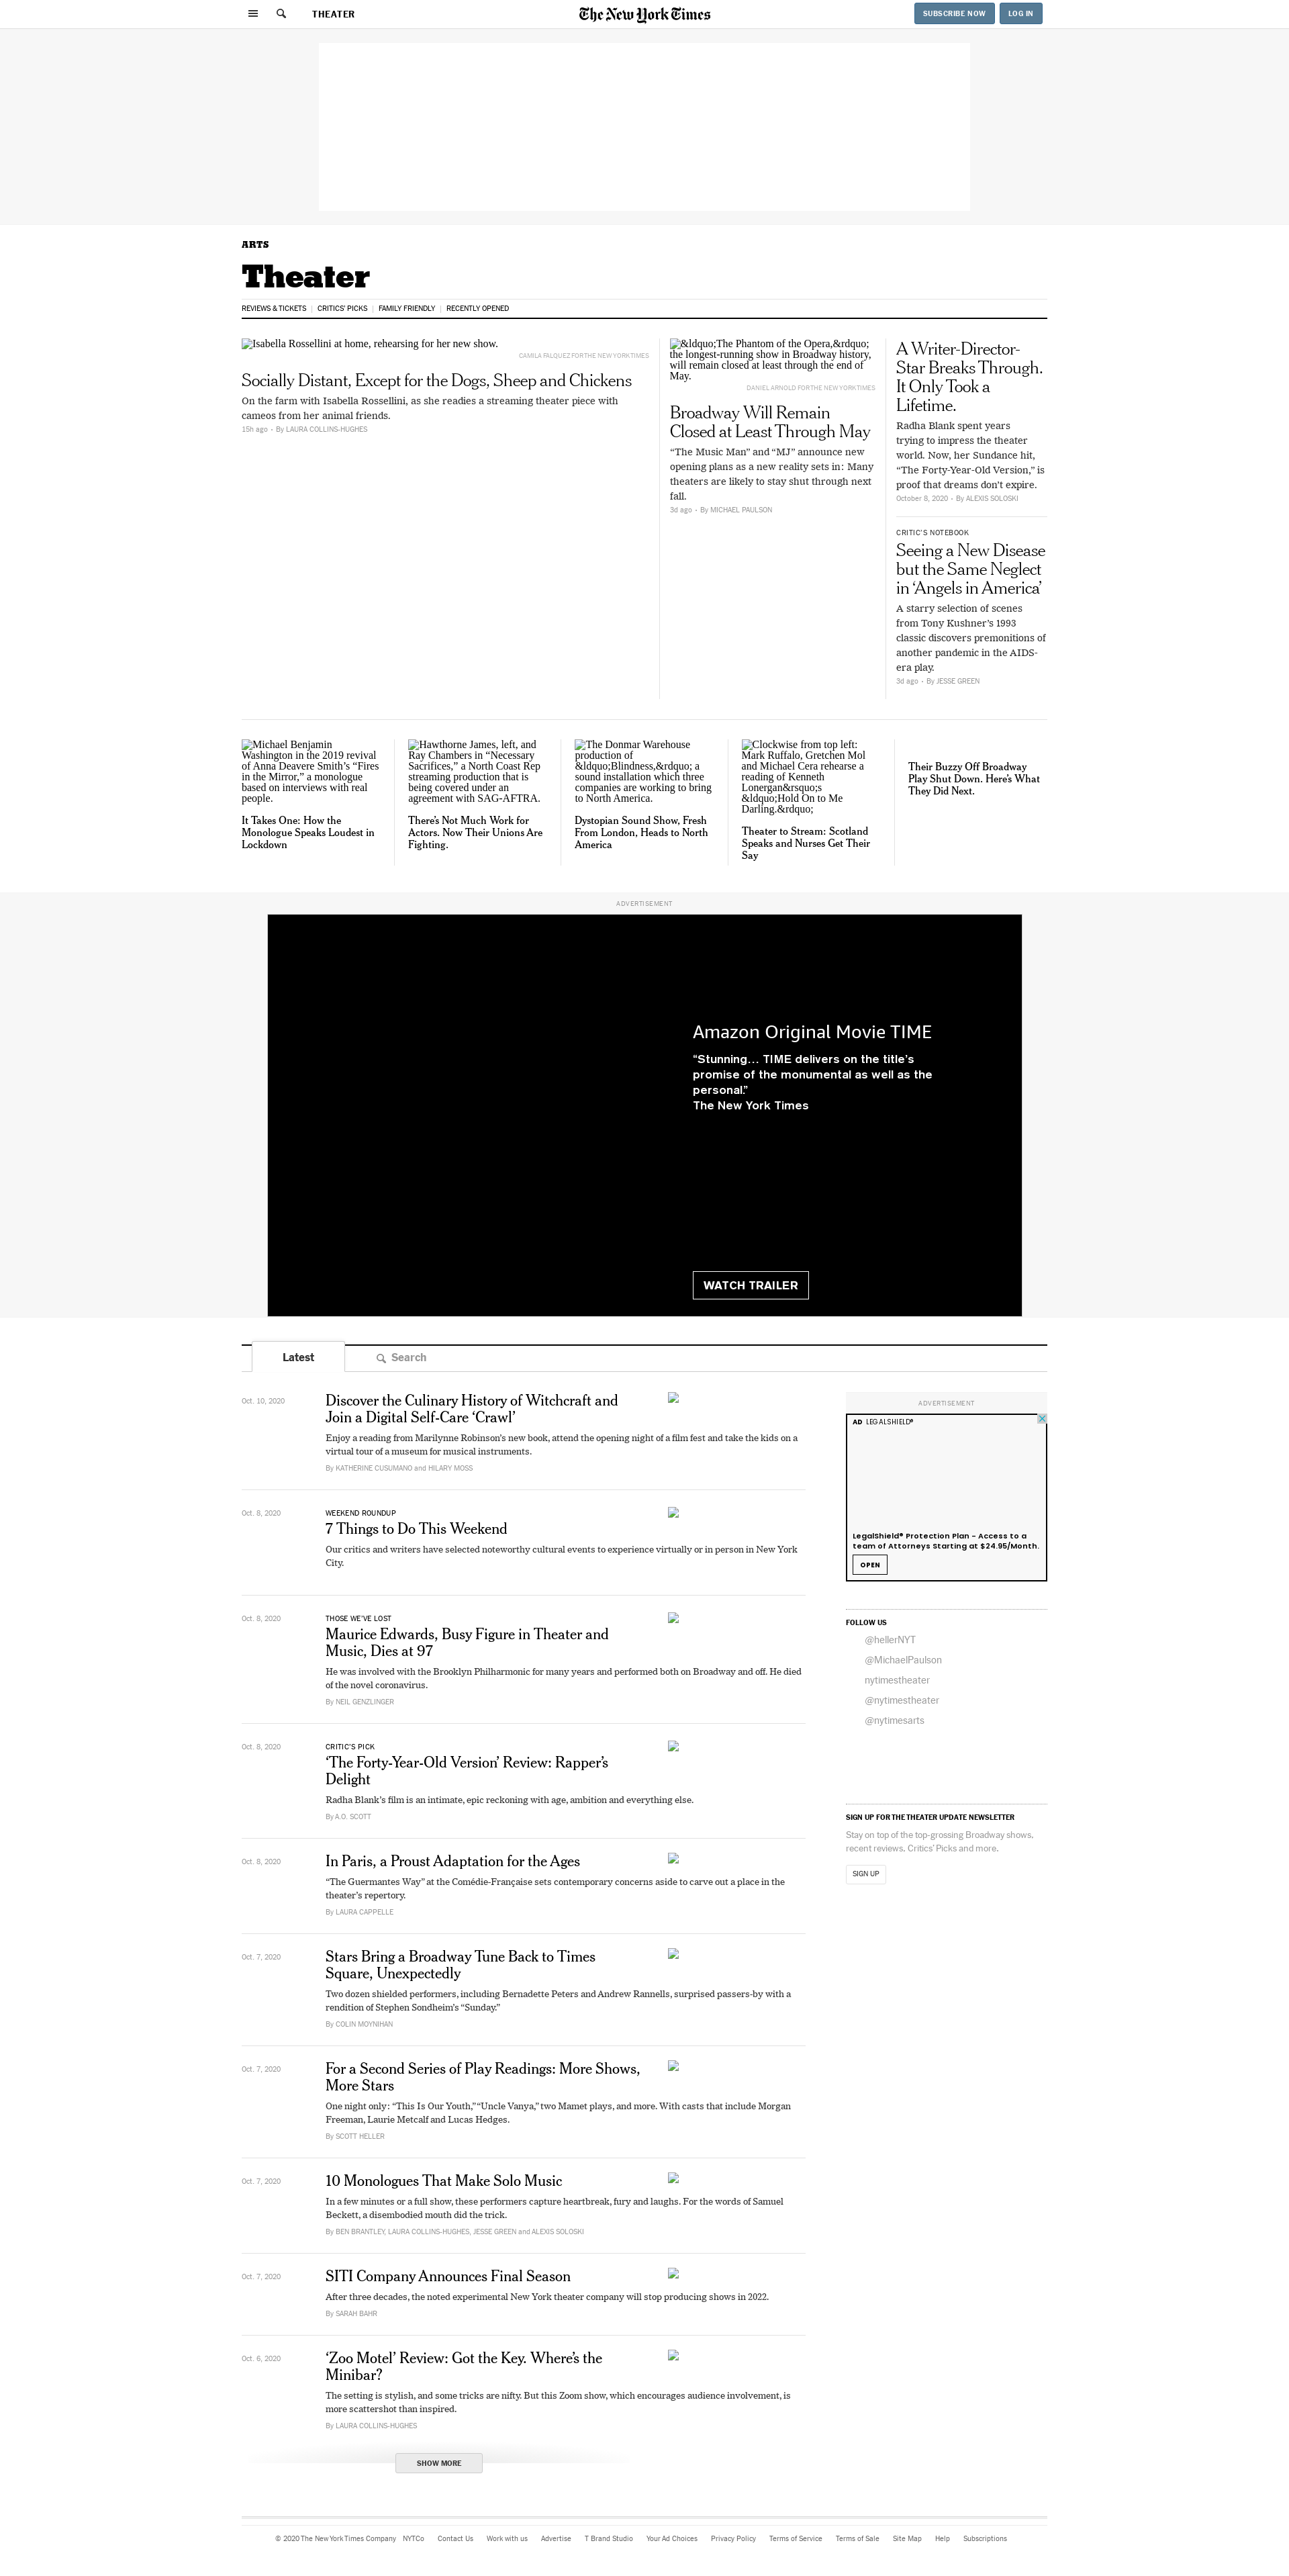 THEATER
The New York Times
SUBSCRIBE NOW
LOG IN
ARTS
Theater
REVIEWS & TICKETS
CRITICS' PICKS
FAMILY FRIENDLY
RECENTLY OPENED
Isabella Rossellini at home, rehearsing for her new show.
CAMILA FALQUEZ FOR THE NEW YORK TIMES
Socially Distant, Except for the Dogs, Sheep and Chickens
On the farm with Isabella Rossellini, as she readies a streaming theater piece with
cameos from her animal friends.
15h ago • By LAURA COLLINS-HUGHES
&ldquo;The Phantom of the Opera,&rdquo;
the longest-running show in Broadway history,
will remain closed at least through the end of
May.
DANIEL ARNOLD FOR THE NEW YORK TIMES
Broadway Will Remain
Closed at Least Through May
“The Music Man” and “MJ” announce new
opening plans as a new reality sets in: Many
theaters are likely to stay shut through next
fall.
3d ago • By MICHAEL PAULSON
A Writer-Director-
Star Breaks Through.
It Only Took a
Lifetime.
Radha Blank spent years
trying to impress the theater
world. Now, her Sundance hit,
“The Forty-Year-Old Version,” is
proof that dreams don’t expire.
October 8, 2020 • By ALEXIS SOLOSKI
CRITIC’S NOTEBOOK
Seeing a New Disease
but the Same Neglect
in ‘Angels in America’
A starry selection of scenes
from Tony Kushner’s 1993
classic discovers premonitions of
another pandemic in the AIDS-
era play.
3d ago • By JESSE GREEN
Michael Benjamin
Washington in the 2019 revival
of Anna Deavere Smith’s “Fires
in the Mirror,” a monologue
based on interviews with real
people.
It Takes One: How the
Monologue Speaks Loudest in
Lockdown
Hawthorne James, left, and
Ray Chambers in “Necessary
Sacrifices,” a North Coast Rep
streaming production that is
being covered under an
agreement with SAG-AFTRA.
There’s Not Much Work for
Actors. Now Their Unions Are
Fighting.
The Donmar Warehouse
production of
&ldquo;Blindness,&rdquo; a
sound installation which three
companies are working to bring
to North America.
Dystopian Sound Show, Fresh
From London, Heads to North
America
Clockwise from top left:
Mark Ruffalo, Gretchen Mol
and Michael Cera rehearse a
reading of Kenneth
Lonergan&rsquo;s
&ldquo;Hold On to Me
Darling.&rdquo;
Theater to Stream: Scotland
Speaks and Nurses Get Their
Say
Their Buzzy Off Broadway
Play Shut Down. Here’s What
They Did Next.
ADVERTISEMENT
Amazon Original Movie TIME
“Stunning… TIME delivers on the title’s
promise of the monumental as well as the
personal.”
The New York Times
WATCH TRAILER
Latest
Search
Oct. 10, 2020
Discover the Culinary History of Witchcraft and
Join a Digital Self-Care ‘Crawl’
Enjoy a reading from Marilynne Robinson’s new book, attend the opening night of a film fest and take the kids on a
virtual tour of a museum for musical instruments.
By KATHERINE CUSUMANO and HILARY MOSS
Oct. 8, 2020
WEEKEND ROUNDUP
7 Things to Do This Weekend
Our critics and writers have selected noteworthy cultural events to experience virtually or in person in New York
City.
Oct. 8, 2020
THOSE WE’VE LOST
Maurice Edwards, Busy Figure in Theater and
Music, Dies at 97
He was involved with the Brooklyn Philharmonic for many years and performed both on Broadway and off. He died
of the novel coronavirus.
By NEIL GENZLINGER
Oct. 8, 2020
CRITIC’S PICK
‘The Forty-Year-Old Version’ Review: Rapper’s
Delight
Radha Blank’s film is an intimate, epic reckoning with age, ambition and everything else.
By A.O. SCOTT
Oct. 8, 2020
In Paris, a Proust Adaptation for the Ages
“The Guermantes Way” at the Comédie-Française sets contemporary concerns aside to carve out a place in the
theater’s repertory.
By LAURA CAPPELLE
Oct. 7, 2020
Stars Bring a Broadway Tune Back to Times
Square, Unexpectedly
Two dozen shielded performers, including Bernadette Peters and Andrew Rannells, surprised passers-by with a
rendition of Stephen Sondheim’s “Sunday.”
By COLIN MOYNIHAN
Oct. 7, 2020
For a Second Series of Play Readings: More Shows,
More Stars
One night only: “This Is Our Youth,” “Uncle Vanya,” two Mamet plays, and more. With casts that include Morgan
Freeman, Laurie Metcalf and Lucas Hedges.
By SCOTT HELLER
Oct. 7, 2020
10 Monologues That Make Solo Music
In a few minutes or a full show, these performers capture heartbreak, fury and laughs. For the words of Samuel
Beckett, a disembodied mouth did the trick.
By BEN BRANTLEY, LAURA COLLINS-HUGHES, JESSE GREEN and ALEXIS SOLOSKI
Oct. 7, 2020
SITI Company Announces Final Season
After three decades, the noted experimental New York theater company will stop producing shows in 2022.
By SARAH BAHR
Oct. 6, 2020
‘Zoo Motel’ Review: Got the Key. Where’s the
Minibar?
The setting is stylish, and some tricks are nifty. But this Zoom show, which encourages audience involvement, is
more scattershot than inspired.
By LAURA COLLINS-HUGHES
SHOW MORE
ADVERTISEMENT
AD LEGALSHIELD®
LegalShield® Protection Plan - Access to a
team of Attorneys Starting at $24.95/Month.
OPEN
FOLLOW US
@hellerNYT
@MichaelPaulson
nytimestheater
@nytimestheater
@nytimesarts
SIGN UP FOR THE THEATER UPDATE NEWSLETTER
Stay on top of the top-grossing Broadway shows,
recent reviews, Critics’ Picks and more.
SIGN UP
© 2020 The New York Times Company
NYTCo
Contact Us
Work with us
Advertise
T Brand Studio
Your Ad Choices
Privacy Policy
Terms of Service
Terms of Sale
Site Map
Help
Subscriptions